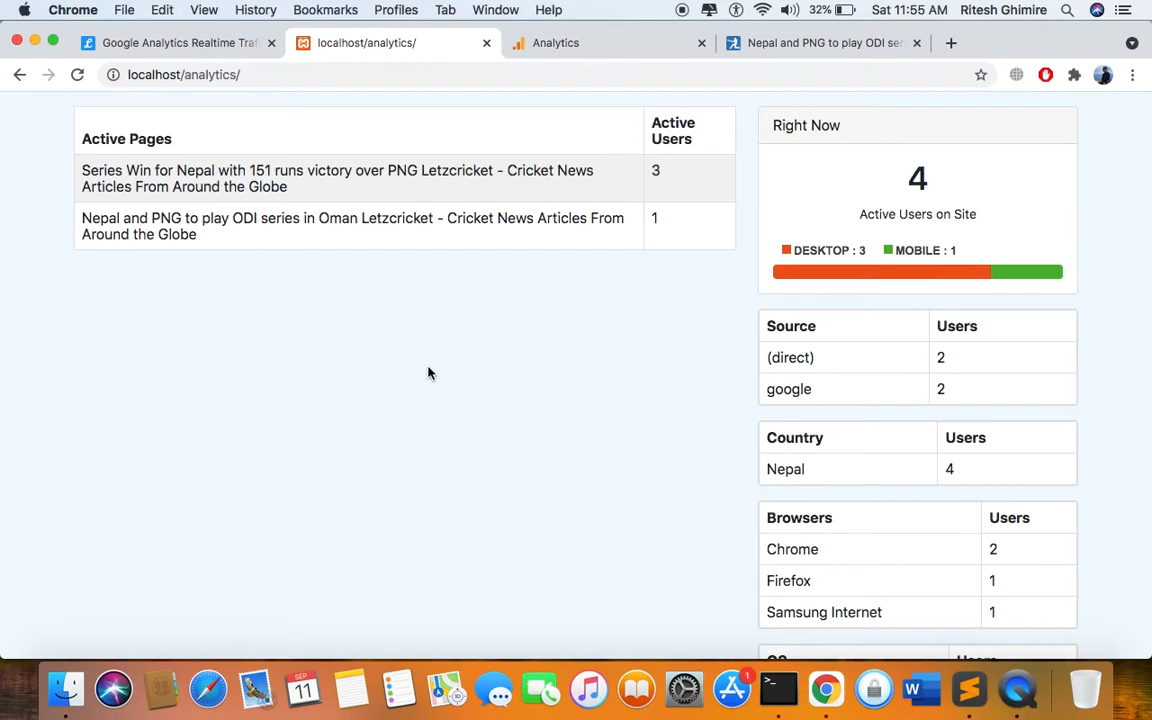 Chrome File Edit View History Bookmarks Profiles Tab Window Help 32% Sat 11:55 AM Ritesh Ghimire
Google Analytics Realtime Traf
localhost/analytics/
Analytics
Nepal and PNG to play ODI ser
localhost/analytics/
Active Pages
Active
Users
Series Win for Nepal with 151 runs victory over PNG Letzcricket - Cricket News
Articles From Around the Globe
3
Nepal and PNG to play ODI series in Oman Letzcricket - Cricket News Articles From
Around the Globe
1
Right Now
4
Active Users on Site
DESKTOP : 3 MOBILE : 1
Source Users
(direct) 2
google 2
Country Users
Nepal 4
Browsers Users
Chrome 2
Firefox 1
Samsung Internet 1
SEP
11
1
W